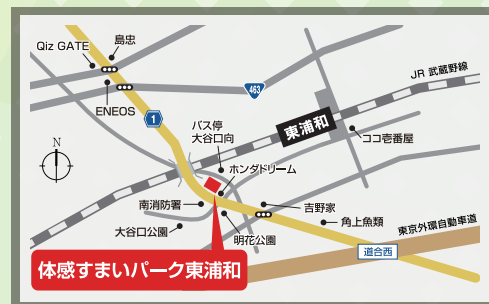 島忠
Qiz GATE
ENEOS
463
JR 武蔵野線
1
バス停
大谷口向
東浦和
ココ壱番屋
N
ホンダドリーム
南消防署
吉野家
大谷口公園
明花公園
角上魚類
東京外環自動車道
道合西
体感すまいパーク東浦和